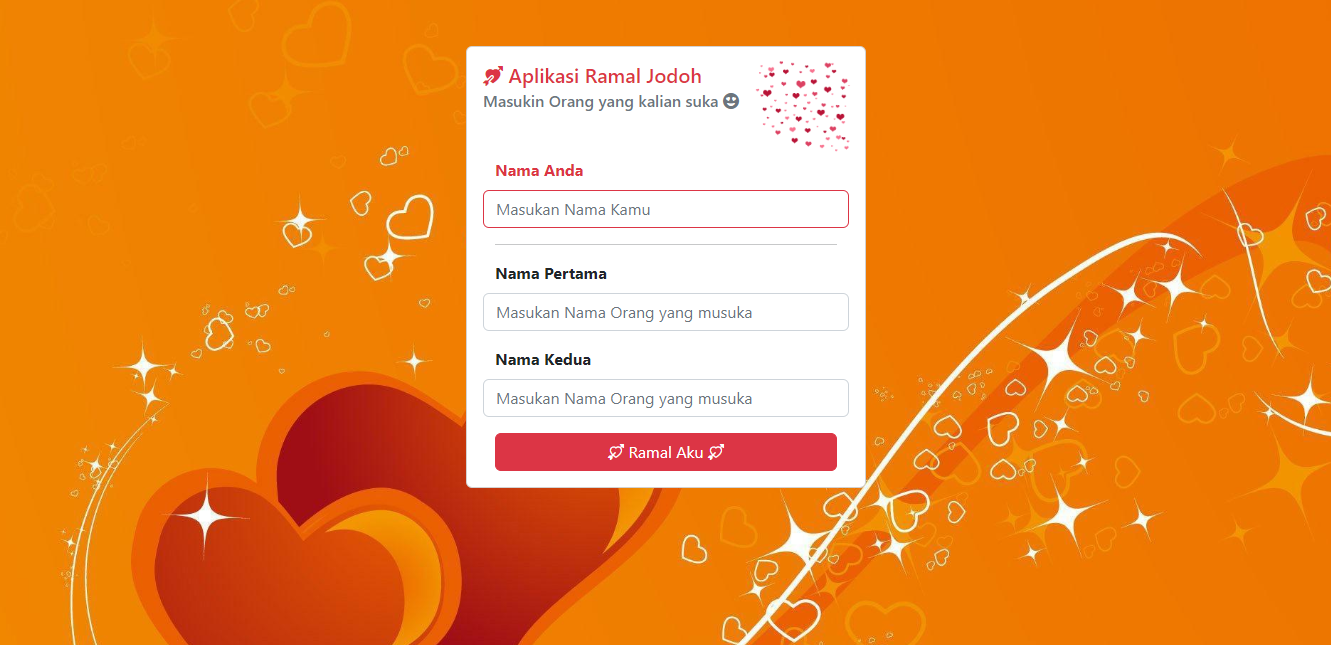 Aplikasi Ramal Jodoh
Masukin Orang yang kalian suka
Nama Anda
Masukan Nama Kamu
Nama Pertama
Masukan Nama Orang yang musuka
Nama Kedua
Masukan Nama Orang yang musuka
Ramal Aku